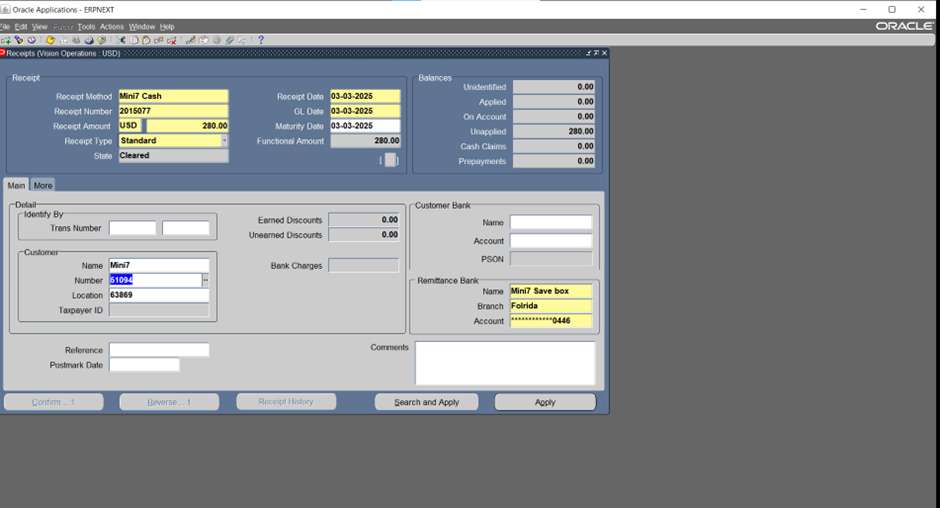 Oracle Applications - ERPNEXT
File Edit View Folder Tools Actions Window Help
ORACLE
Receipts (Vision Operations : USD)
Receipt
Receipt Method Mini7 Cash
Receipt Number 2015077
Receipt Amount USD 280.00
Receipt Type Standard
State Cleared
Receipt Date 03-03-2025
GL Date 03-03-2025
Maturity Date 03-03-2025
Functional Amount 280.00
[ ]
Balances
Unidentified 0.00
Applied 0.00
On Account 0.00
Unapplied 280.00
Cash Claims 0.00
Prepayments 0.00
Main More
Detail
Identify By
Trans Number
Customer
Name Mini7
Number 51094
Location 63869
Taxpayer ID
Earned Discounts 0.00
Unearned Discounts 0.00
Bank Charges
Customer Bank
Name
Account
PSON
Remittance Bank
Name Mini7 Save box
Branch Folrida
Account ************0446
Reference
Postmark Date
Comments
Confirm... 1 Reverse... 1 Receipt History Search and Apply Apply